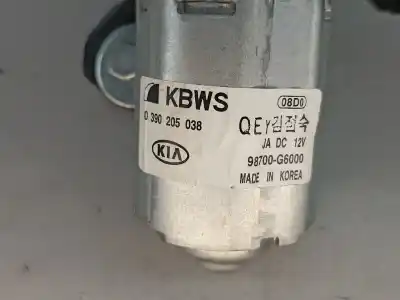 KBWS
08D0
0 390 205 038
QEY김점숙
KIA
JA DC 12V
98700-G6000
MADE IN KOREA